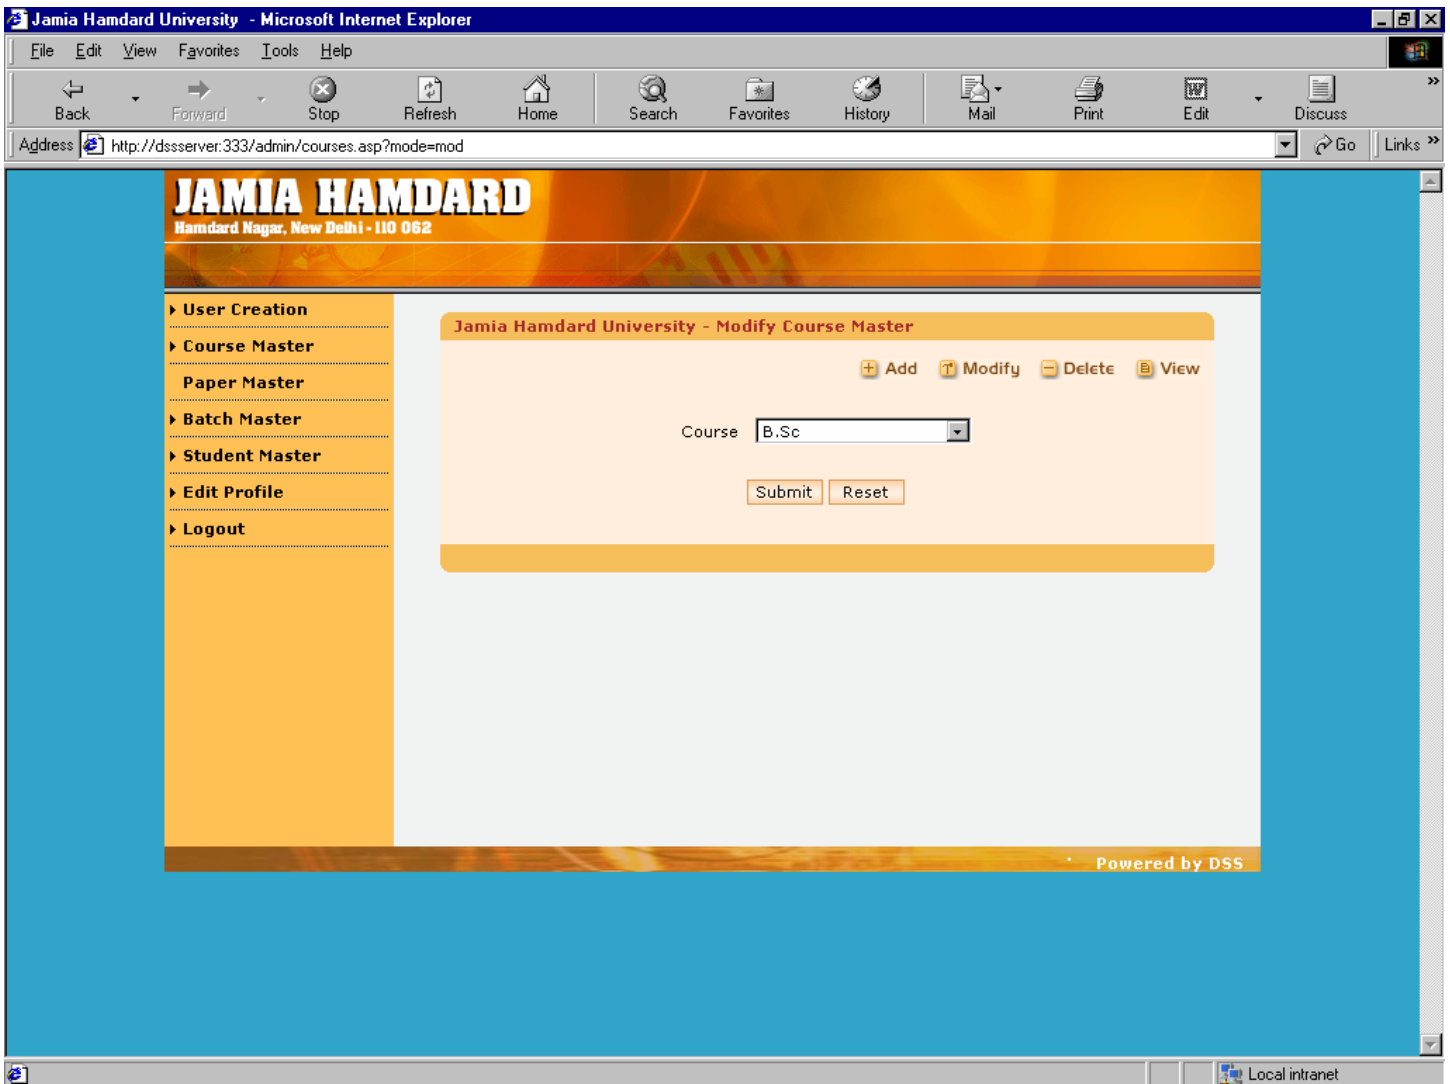 Jamia Hamdard University - Microsoft Internet Explorer
File Edit View Favorites Tools Help
Back Forward Stop Refresh Home Search Favorites History Mail Print Edit Discuss »
Address http://dssserver:333/admin/courses.asp?mode=mod Go Links »
JAMIA HAMDARD
Hamdard Nagar, New Delhi - 110 062
User Creation
Course Master
Paper Master
Batch Master
Student Master
Edit Profile
Logout
Jamia Hamdard University - Modify Course Master
Add Modify Delete View
Course B.Sc
Submit Reset
Powered by DSS
Local intranet